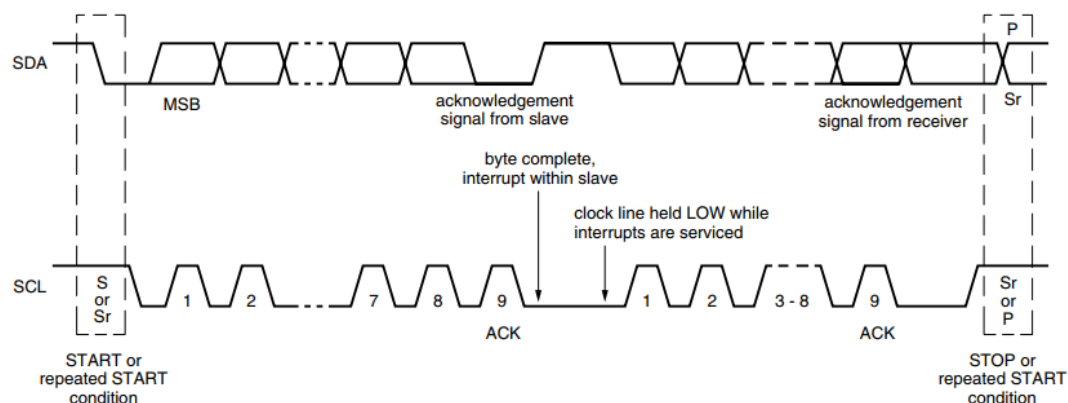 P
SDA
MSB
acknowledgement
signal from slave
acknowledgement
signal from receiver
Sr
byte complete,
interrupt within slave
clock line held LOW while
interrupts are serviced
SCL
S
or
Sr
1
2
7
8
9
1
2
3 - 8
9
Sr
or
P
ACK
ACK
START or
repeated START
condition
STOP or
repeated START
condition